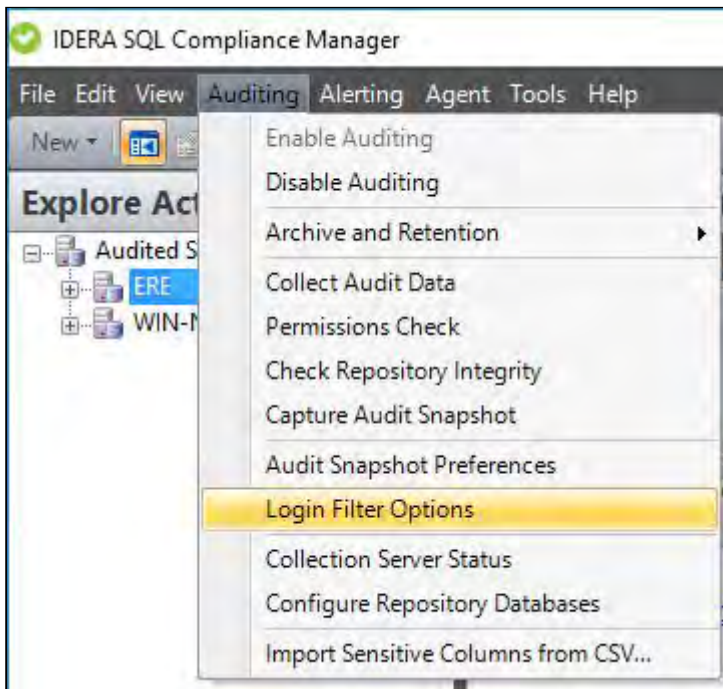 IDERA SQL Compliance Manager
File Edit View Auditing Alerting Agent Tools Help
New
Enable Auditing
Disable Auditing
Explore Act
Archive and Retention
Audited S
Collect Audit Data
ERE
Permissions Check
WIN-N
Check Repository Integrity
Capture Audit Snapshot
Audit Snapshot Preferences
Login Filter Options
Collection Server Status
Configure Repository Databases
Import Sensitive Columns from CSV...